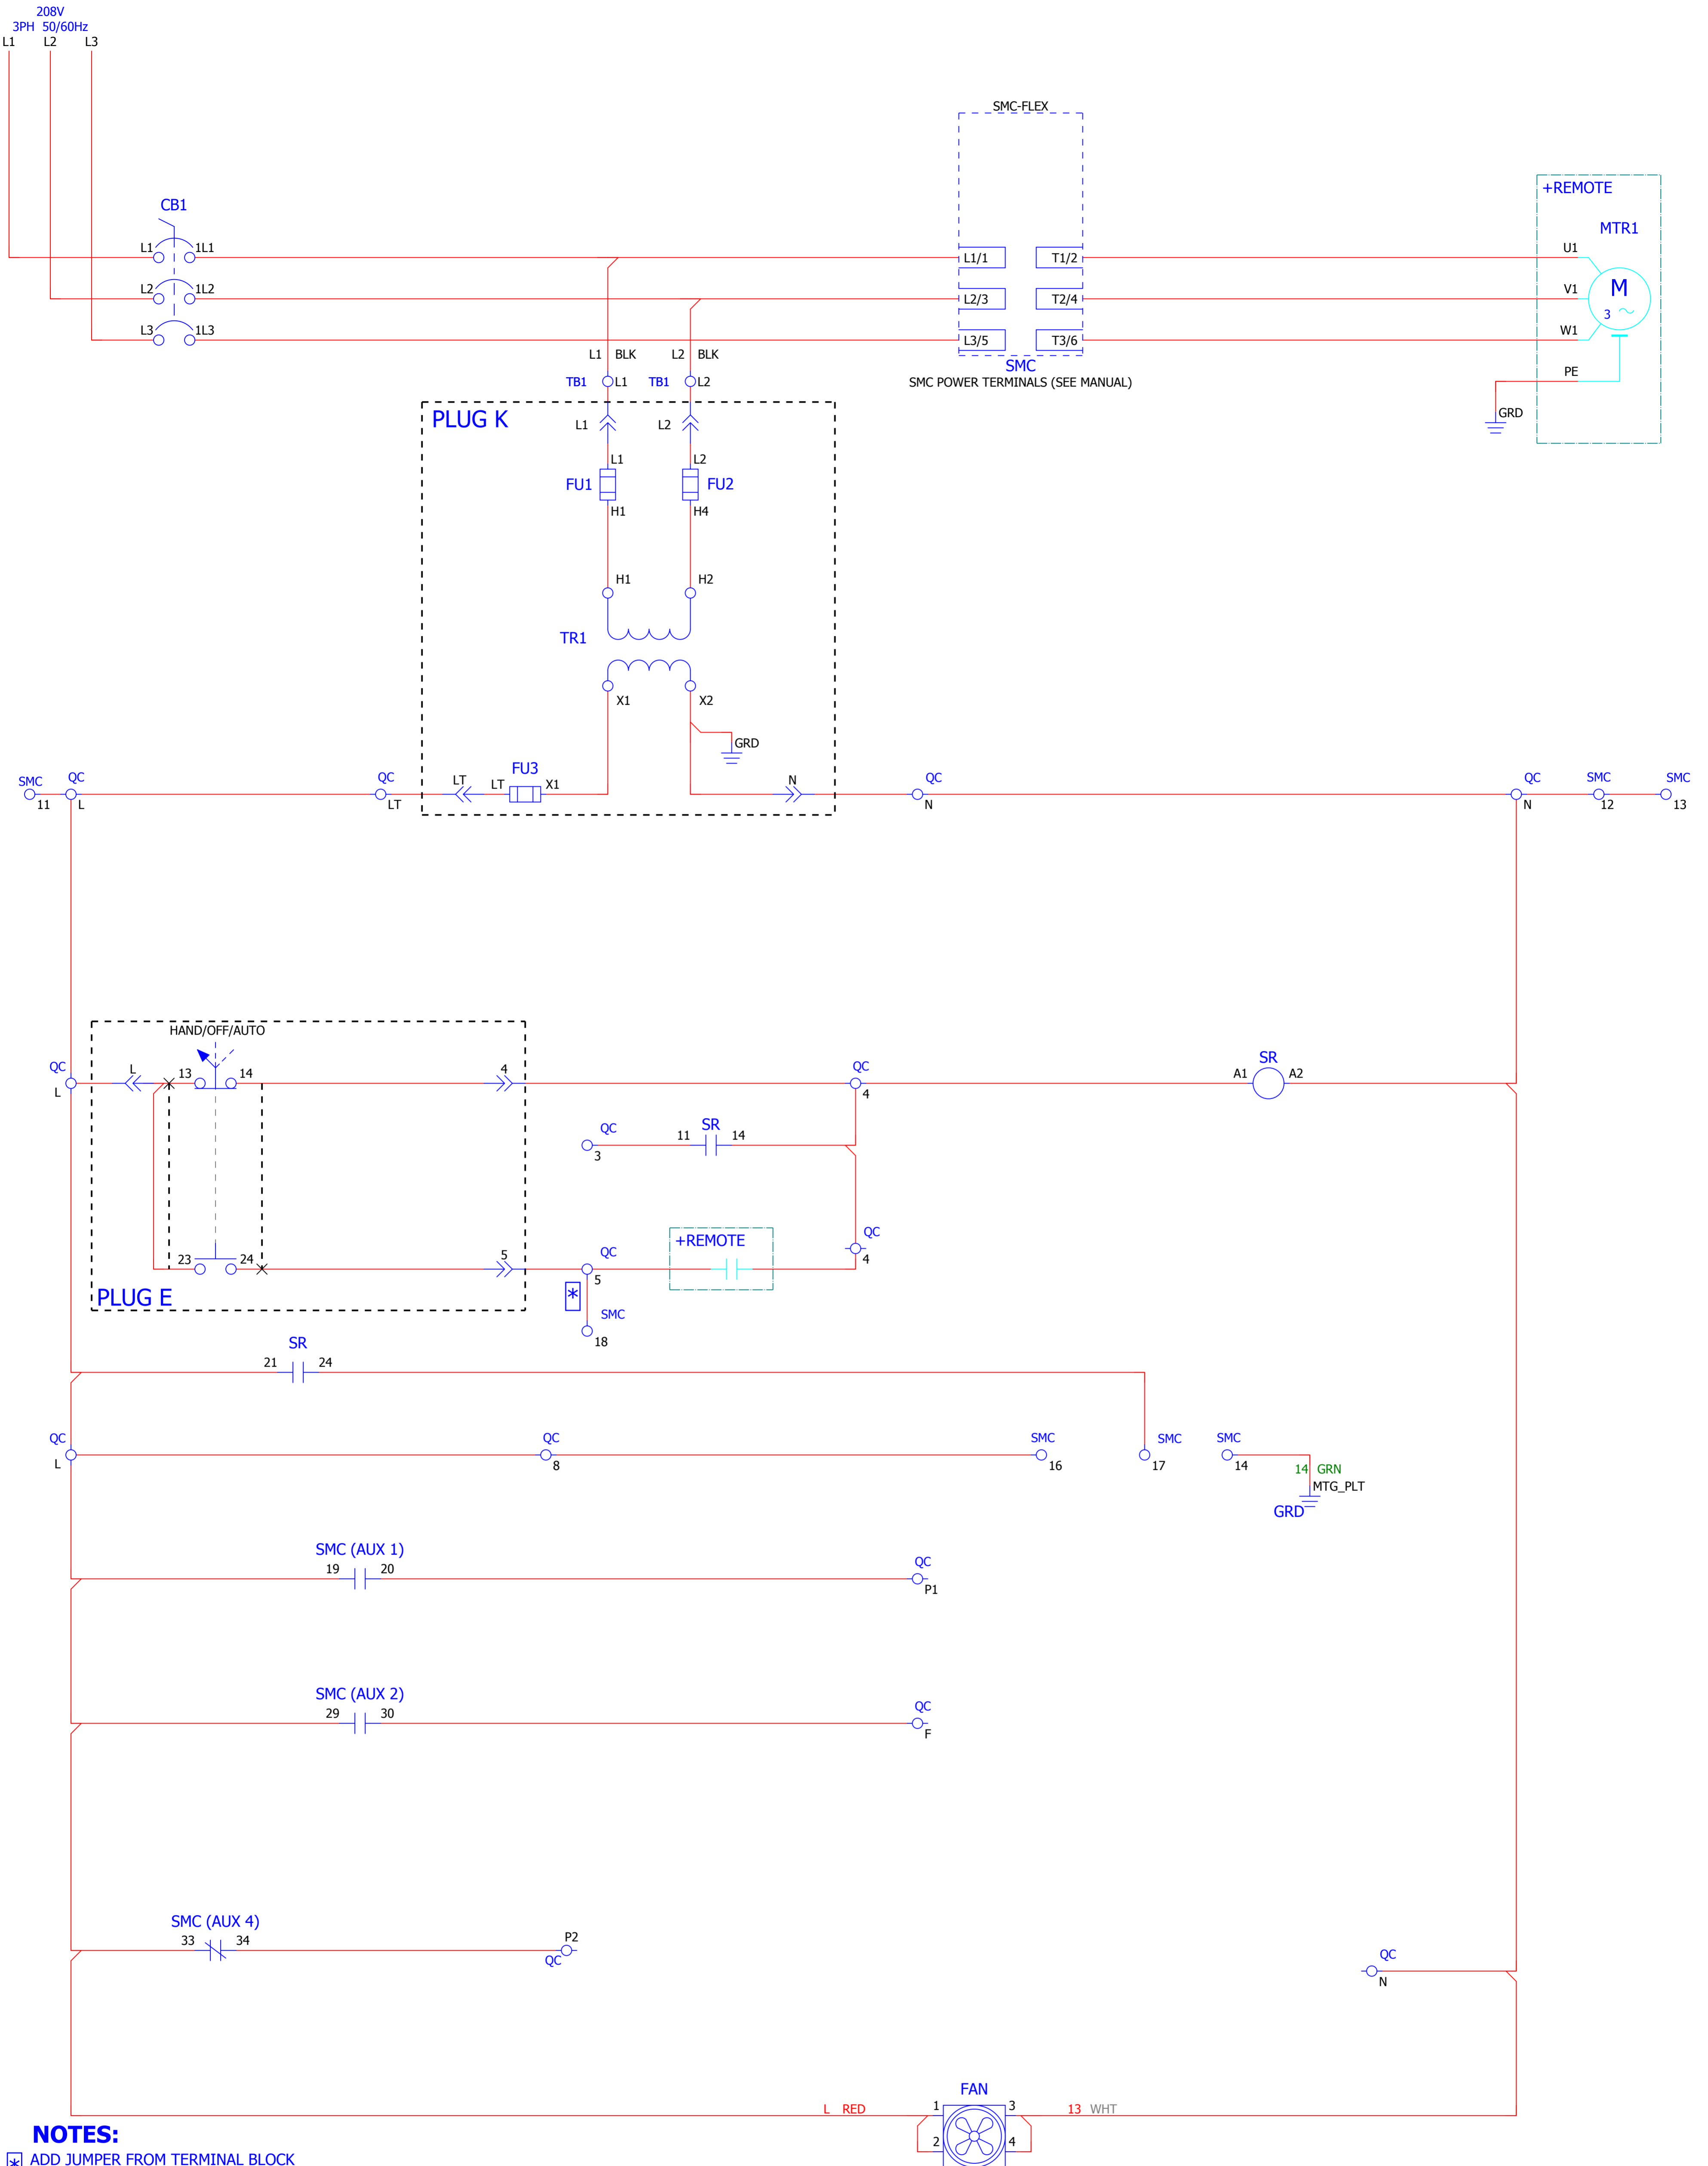 208V
3PH 50/60Hz
L1 L2 L3
SMC-FLEX
+REMOTE
CB1
MTR1
L1 1L1 L1/1 T1/2 U1
L2 1L2 L2/3 T2/4 V1
M
3
L3 1L3 L3/5 T3/6 W1
L1 BLK L2 BLK
SMC
PE
TB1 L1 TB1 L2
SMC POWER TERMINALS (SEE MANUAL)
PLUG K
L1 L2
GRD
L1 L2
FU1 FU2
H1 H4
H1 H2
TR1
X1 X2
GRD
FU3
SMC QC QC LT LT X1 N QC QC SMC SMC
11 L LT N N 12 13
HAND/OFF/AUTO
QC L 13 14 4 QC SR
L 4 A1 A2
QC 11 SR 14
3
+REMOTE
QC
4
23 24 5 QC
5
PLUG E
*
SMC
18
SR
21 24
QC QC SMC SMC SMC
L 8 16 17 14
14 GRN
MTG_PLT
GRD
SMC (AUX 1)
19 20 QC
P1
SMC (AUX 2)
29 30 QC
F
SMC (AUX 4)
33 34 P2
QC
QC
N
FAN
L RED 1 3 13 WHT
2 4
NOTES:
* ADD JUMPER FROM TERMINAL BLOCK